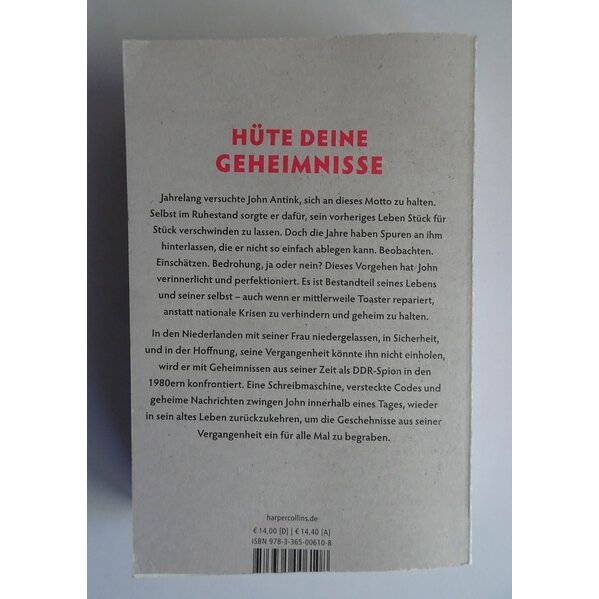 HÜTE DEINE
GEHEIMNISSE
Jahrelang versuchte John Antink, sich an dieses Motto zu halten.
Selbst im Ruhestand sorgte er dafür, sein vorheriges Leben Stück für
Stück verschwinden zu lassen. Doch die Jahre haben Spuren an ihm
hinterlassen, die er nicht so einfach ablegen kann. Beobachten.
Einschätzen. Bedrohung, ja oder nein? Dieses Vorgehen hat John
verinnerlicht und perfektioniert. Es ist Bestandteil seines Lebens
und seiner selbst – auch wenn er mittlerweile Toaster repariert,
anstatt nationale Krisen zu verhindern und geheim zu halten.
In den Niederlanden mit seiner Frau niedergelassen, in Sicherheit,
und in der Hoffnung, seine Vergangenheit könnte ihn nicht einholen,
wird er mit Geheimnissen aus seiner Zeit als DDR-Spion in den
1980ern konfrontiert. Eine Schreibmaschine, versteckte Codes und
geheime Nachrichten zwingen John innerhalb eines Tages, wieder
in sein altes Leben zurückzukehren, um die Geschehnisse aus seiner
Vergangenheit ein für alle Mal zu begraben.
harpercollins.de
€ 14,00 [D] | € 14,40 [A]
ISBN 978-3-365-00610-8